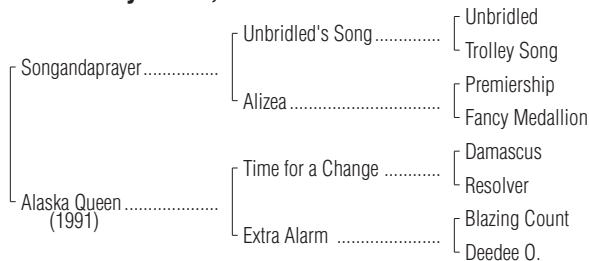 Unbridled
Unbridled's Song
Trolley Song
Songandaprayer
Premiership
Alizea
Fancy Medallion
Damascus
Time for a Change
Resolver
Alaska Queen
(1991)
Blazing Count
Extra Alarm
Deedee O.